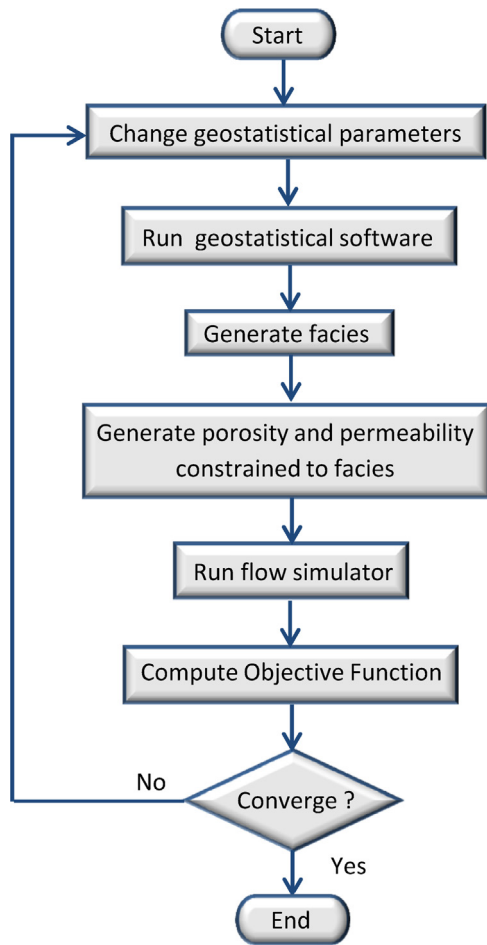 Start
Change geostatistical parameters
Run geostatistical software
Generate facies
Generate porosity and permeability
constrained to facies
Run flow simulator
Compute Objective Function
No
Converge ?
Yes
End